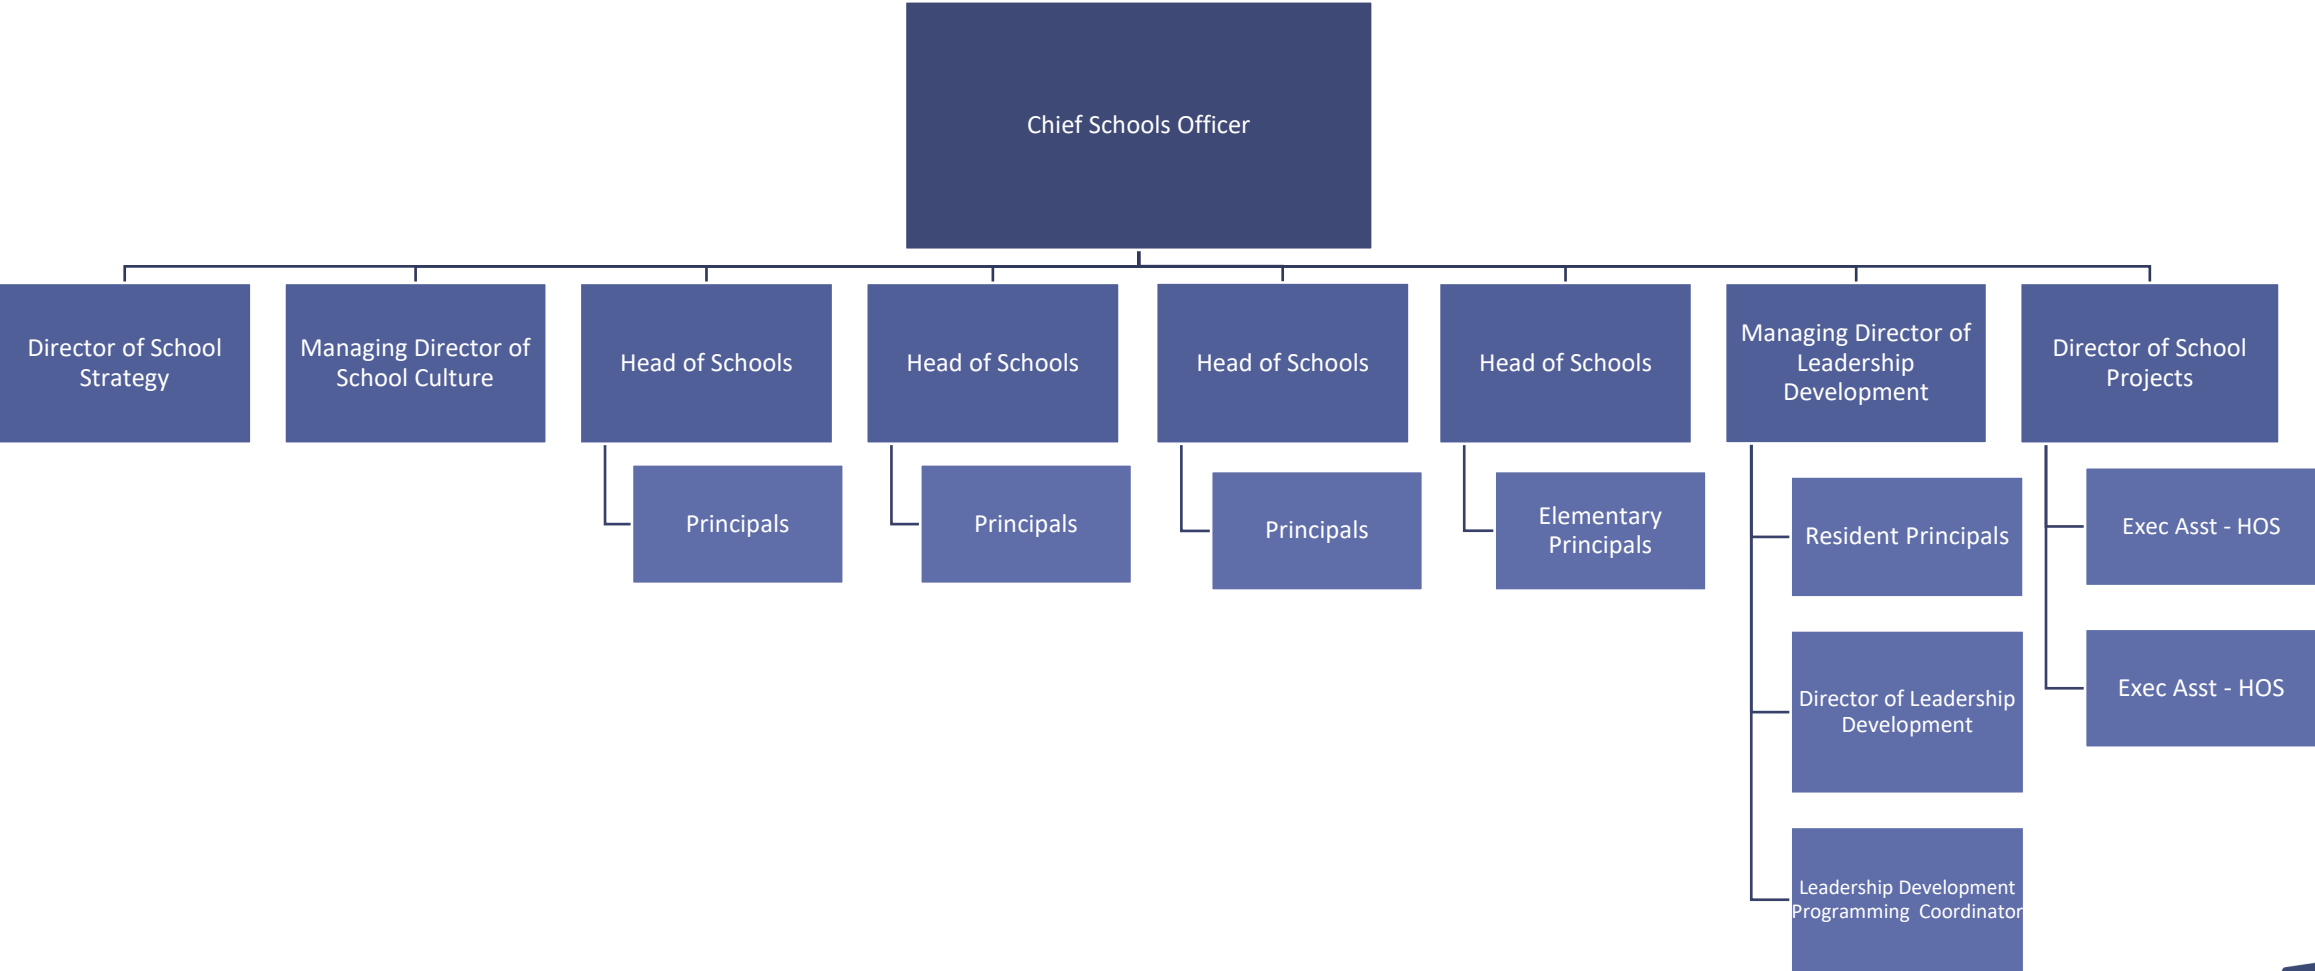 Chief Schools Officer
Director of School
Strategy
Managing Director of
School Culture
Head of Schools
Head of Schools
Head of Schools
Head of Schools
Managing Director of
Leadership
Development
Director of School
Projects
Principals
Principals
Principals
Elementary
Principals
Resident Principals
Director of Leadership
Development
Leadership Development
Programming Coordinator
Exec Asst - HOS
Exec Asst - HOS